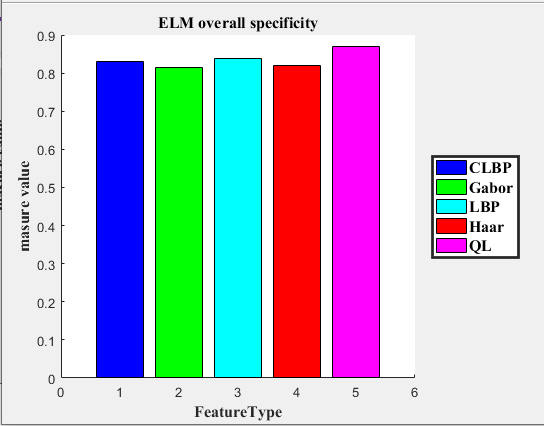 ELM overall specificity
0.9
0.8
0.7
0.6
0.5
0.4
0.3
0.2
0.1
0
masure value
0 1 2 3 4 5 6
FeatureType
CLBP
Gabor
LBP
Haar
QL